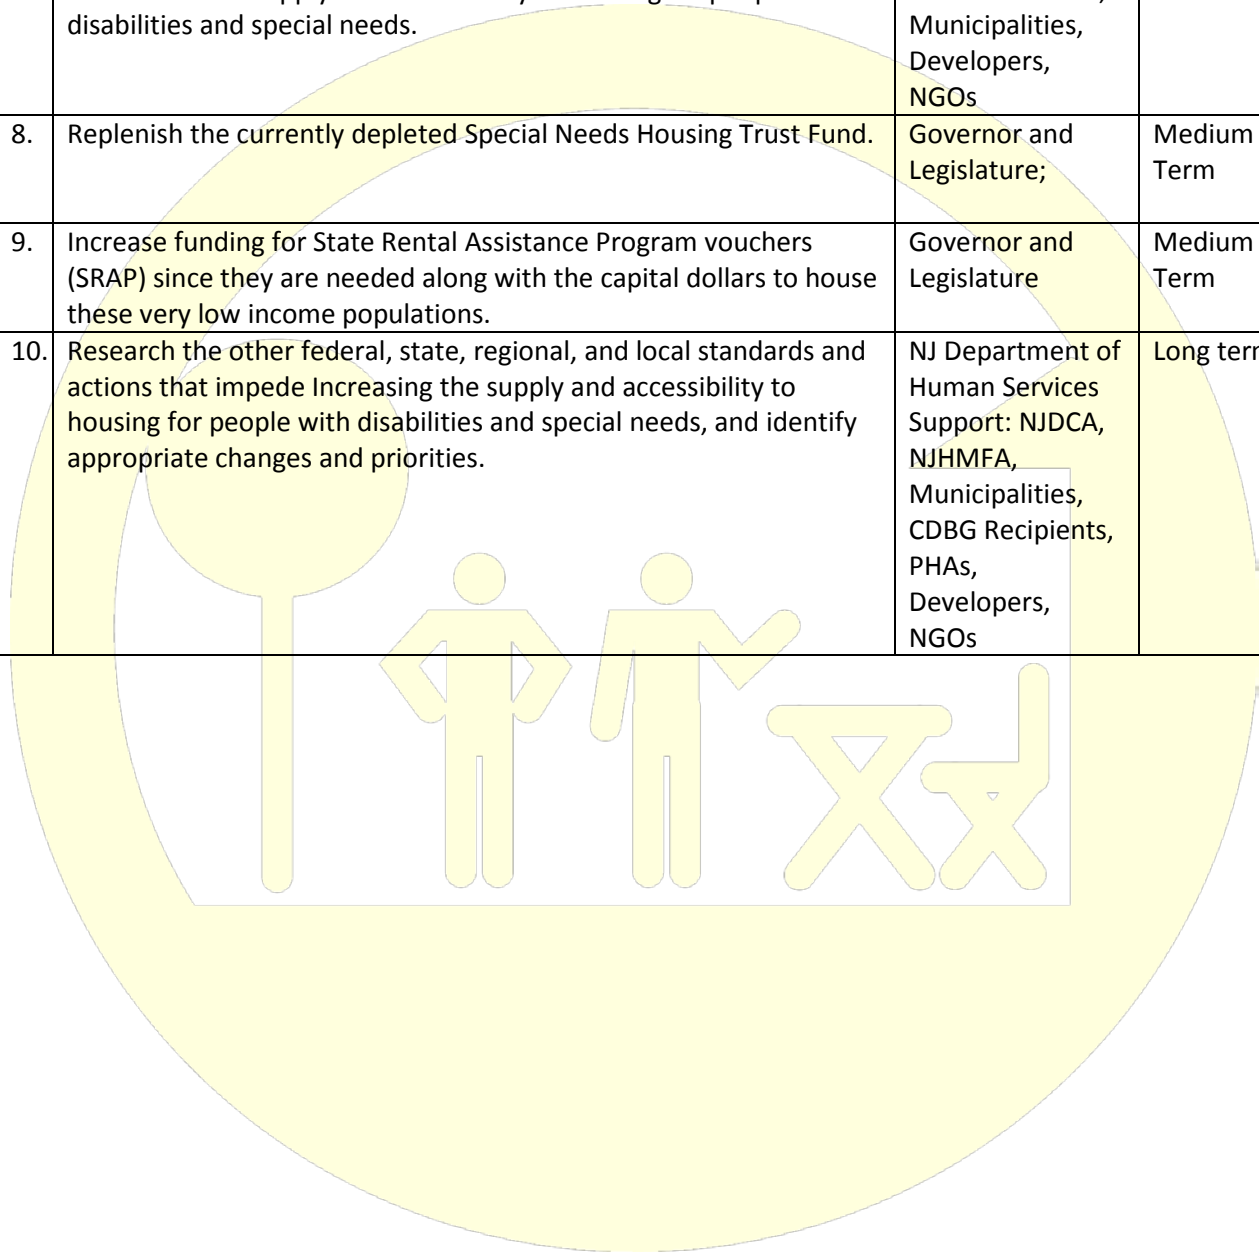 disabilities and special needs.
Municipalities,
Developers,
NGOs
8. Replenish the currently depleted Special Needs Housing Trust Fund.
Governor and
Legislature;
Medium
Term
9. Increase funding for State Rental Assistance Program vouchers
(SRAP) since they are needed along with the capital dollars to house
these very low income populations.
Governor and
Legislature
Medium
Term
10. Research the other federal, state, regional, and local standards and
actions that impede Increasing the supply and accessibility to
housing for people with disabilities and special needs, and identify
appropriate changes and priorities.
NJ Department of
Human Services
Support: NJDCA,
NJHMFA,
Municipalities,
CDBG Recipients,
PHAs,
Developers,
NGOs
Long term